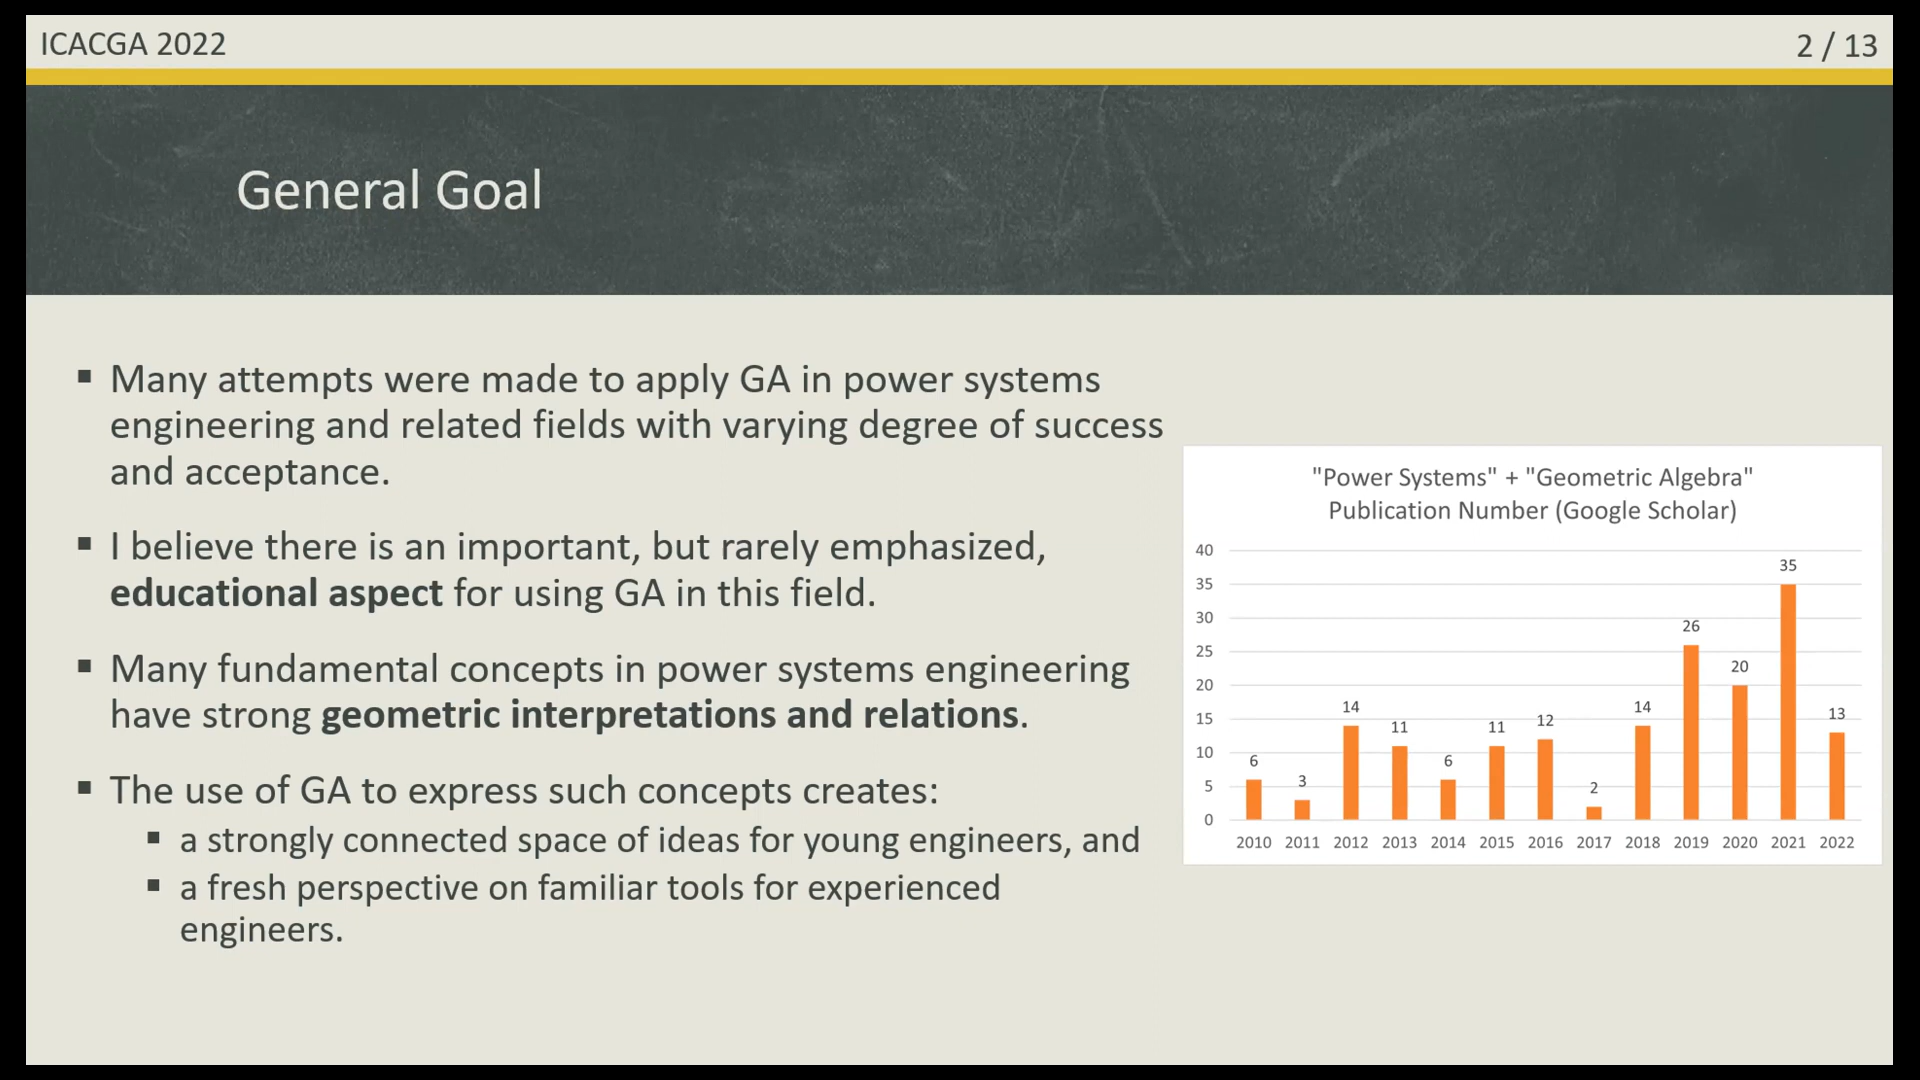 ICACGA 2022
2 / 13
General Goal
▪ Many attempts were made to apply GA in power systems
engineering and related fields with varying degree of success
and acceptance.
▪ I believe there is an important, but rarely emphasized,
educational aspect for using GA in this field.
▪ Many fundamental concepts in power systems engineering
have strong geometric interpretations and relations.
▪ The use of GA to express such concepts creates:
▪ a strongly connected space of ideas for young engineers, and
▪ a fresh perspective on familiar tools for experienced
engineers.
"Power Systems" + "Geometric Algebra"
Publication Number (Google Scholar)
40
35
30
25
20
15
10
5
0
6
3
14
11
6
11
12
2
14
26
20
35
13
2010 2011 2012 2013 2014 2015 2016 2017 2018 2019 2020 2021 2022